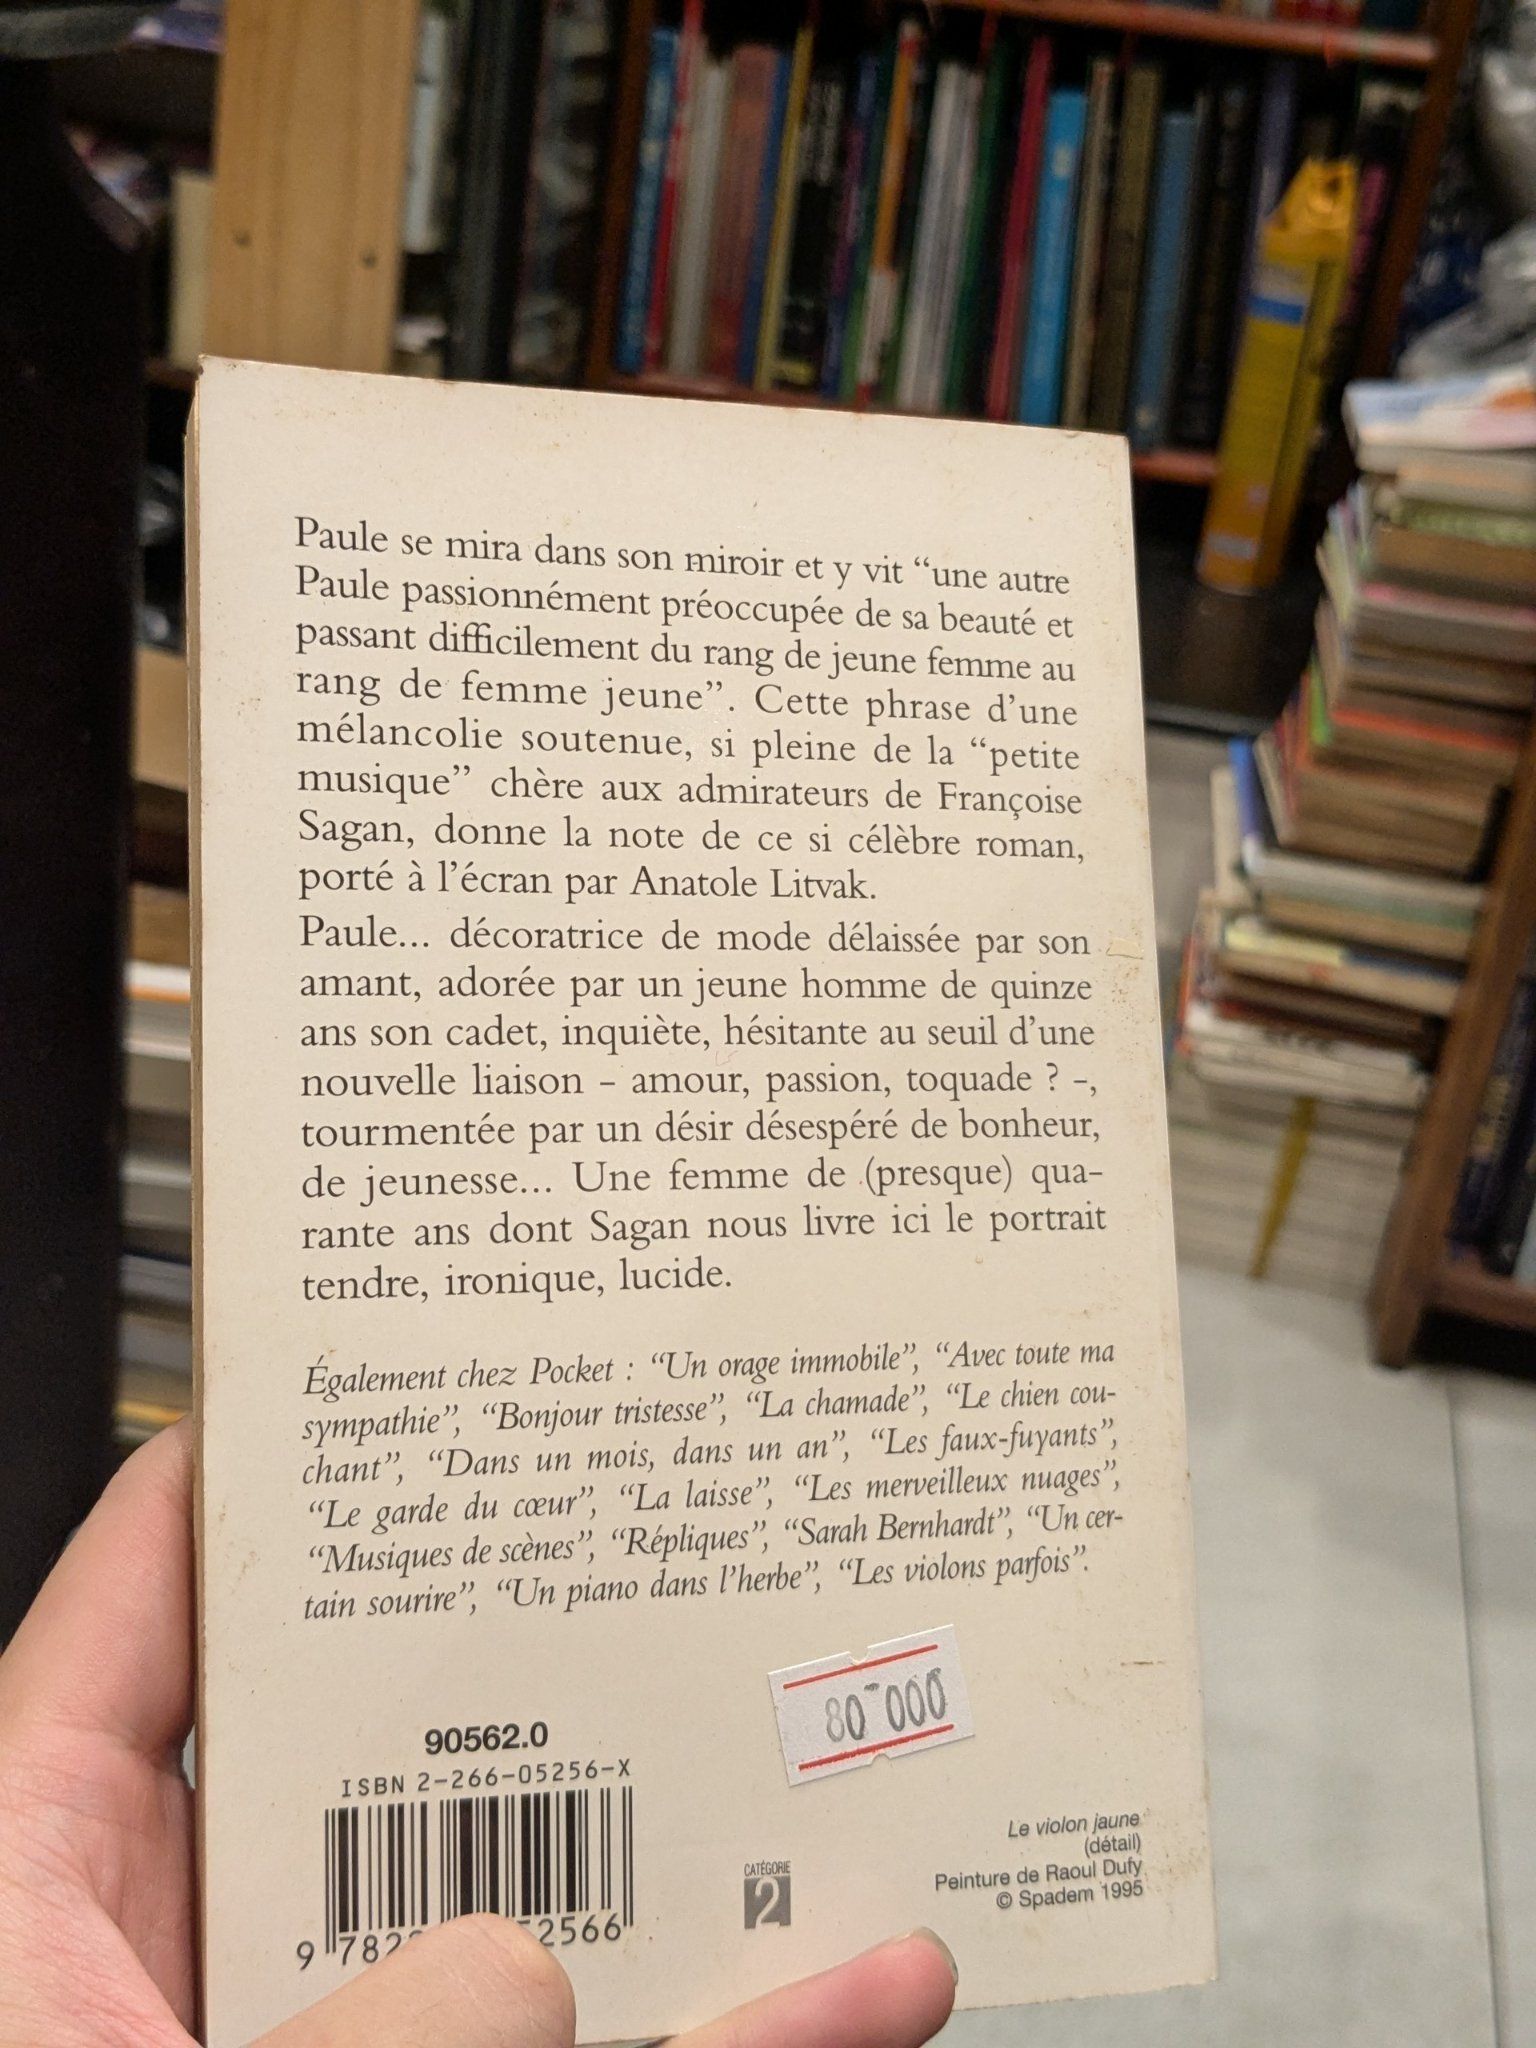 Paule se mira dans son miroir et y vit “une autre
Paule passionnément préoccupée de sa beauté et
passant difficilement du rang de jeune femme au
rang de femme jeune”. Cette phrase d’une
mélancolie soutenue, si pleine de la “petite
musique” chère aux admirateurs de Françoise
Sagan, donne la note de ce si célèbre roman,
porté à l’écran par Anatole Litvak.
Paule... décoratrice de mode délaissée par son
amant, adorée par un jeune homme de quinze
ans son cadet, inquiète, hésitante au seuil d’une
nouvelle liaison – amour, passion, toquade ? –,
tourmentée par un désir désespéré de bonheur,
de jeunesse... Une femme de (presque) qua-
rante ans dont Sagan nous livre ici le portrait
tendre, ironique, lucide.
Également chez Pocket : “Un orage immobile”, “Avec toute ma
sympathie”, “Bonjour tristesse”, “La chamade”, “Le chien cou-
chant”, “Dans un mois, dans un an”, “Les faux-fuyants”,
“Le garde du cœur”, “La laisse”, “Les merveilleux nuages”,
“Musiques de scènes”, “Répliques”, “Sarah Bernhardt”, “Un cer-
tain sourire”, “Un piano dans l’herbe”, “Les violons parfois”.
80-000
90562.0
ISBN 2-266-05256-X
CATÉGORIE
2
Le violon jaune
(détail)
Peinture de Raoul Dufy
© Spadem 1995